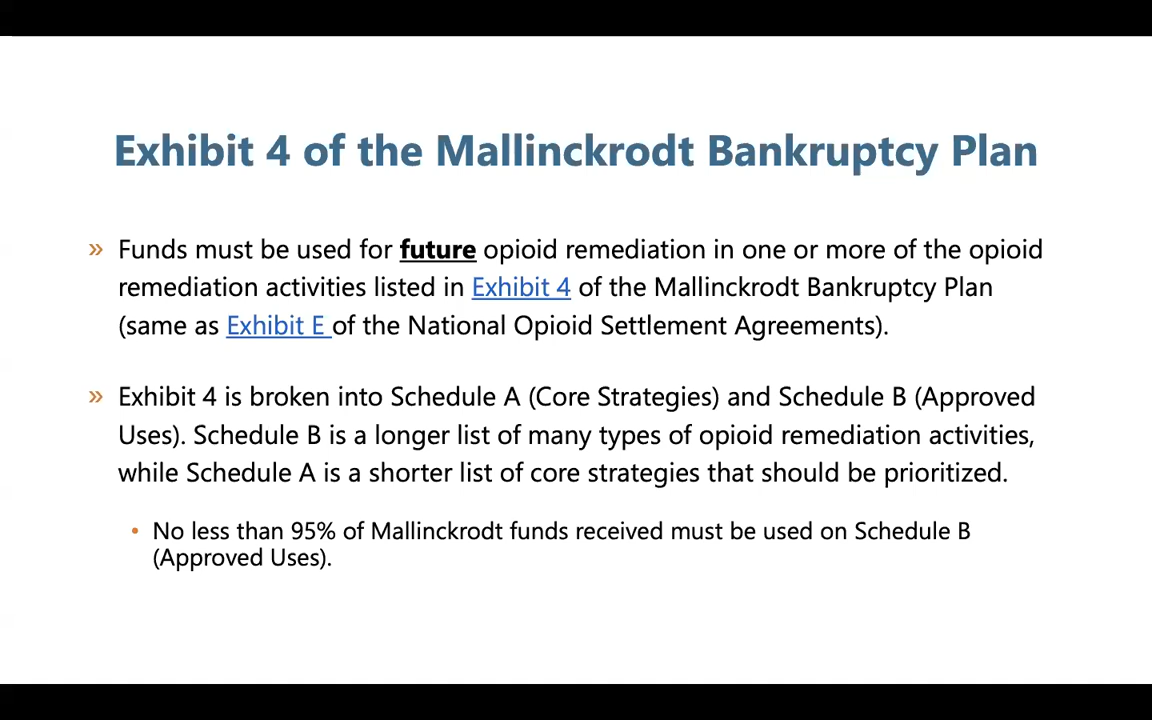 Exhibit 4 of the Mallinckrodt Bankruptcy Plan
» Funds must be used for future opioid remediation in one or more of the opioid
remediation activities listed in Exhibit 4 of the Mallinckrodt Bankruptcy Plan
(same as Exhibit E of the National Opioid Settlement Agreements).
» Exhibit 4 is broken into Schedule A (Core Strategies) and Schedule B (Approved
Uses). Schedule B is a longer list of many types of opioid remediation activities,
while Schedule A is a shorter list of core strategies that should be prioritized.
• No less than 95% of Mallinckrodt funds received must be used on Schedule B
(Approved Uses).